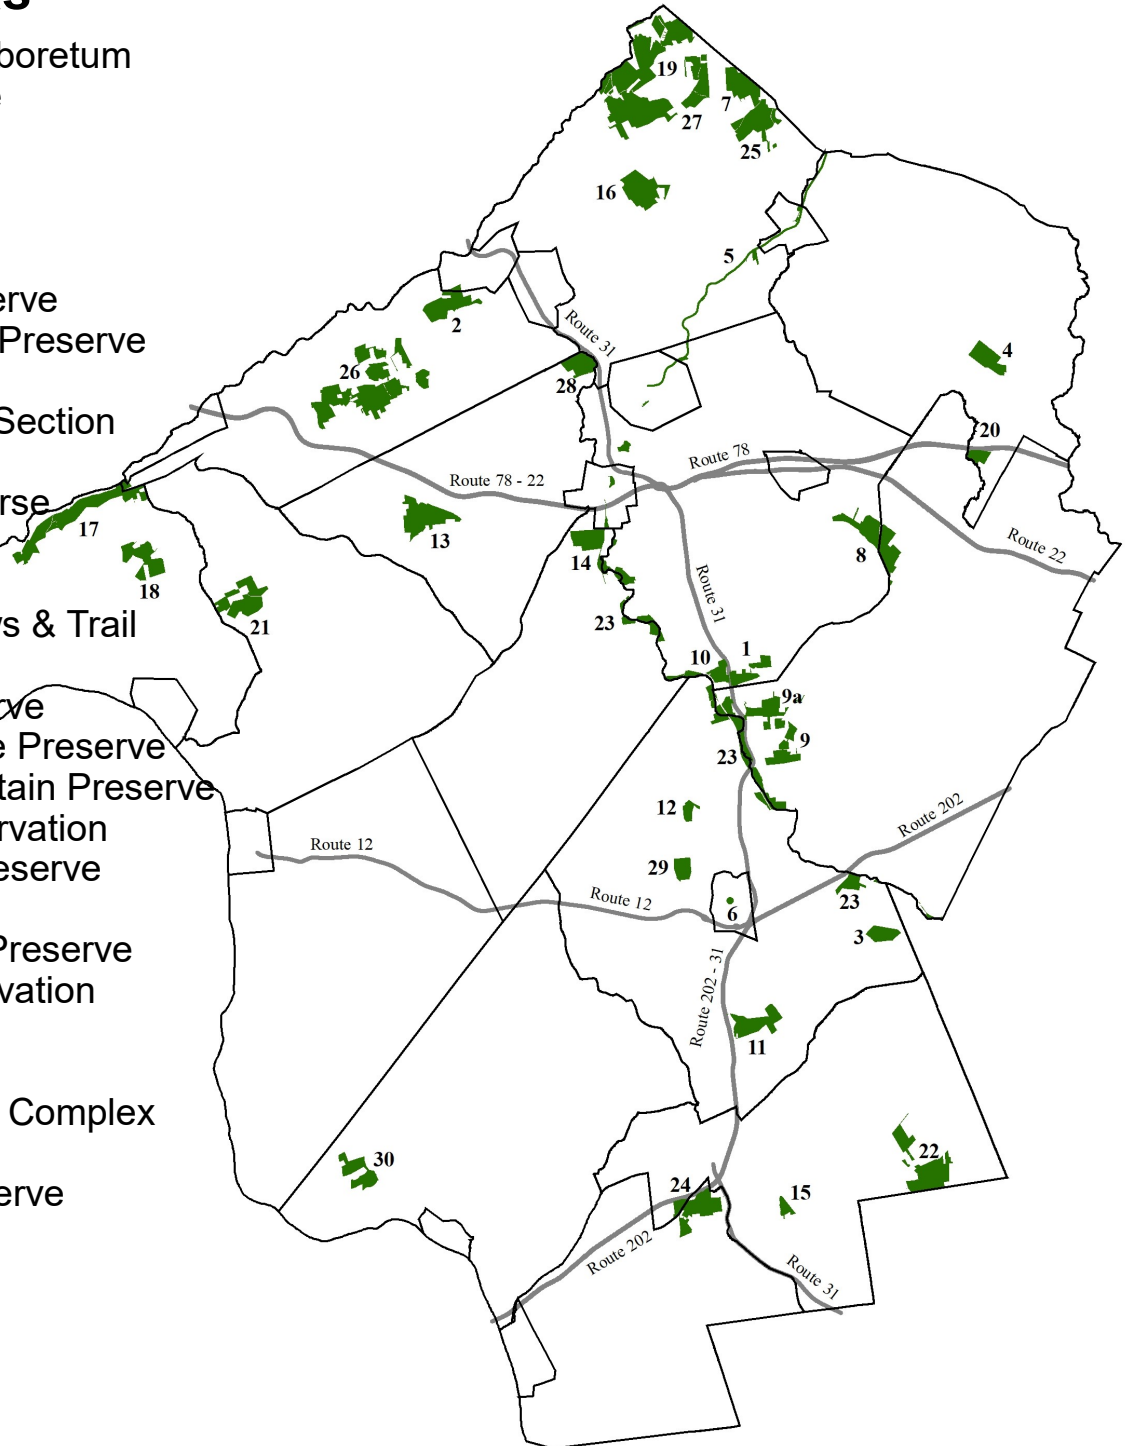 boretum
erve
Preserve
Section
rse
ws & Trail
rve
e Preserve
tain Preserve
rvation
eserve
Preserve
vation
Complex
erve
19
7
27
25
16
5
2
Route 31
4
26
28
20
Route 78
Route 78 - 22
17
13
Route 22
8
14
18
Route 31
21
23
1
10
9a
9
23
12
Route 202
Route 12
29
Route 12
23
6
3
Route 202 - 31
11
22
30
24
15
Route 202
Route 31